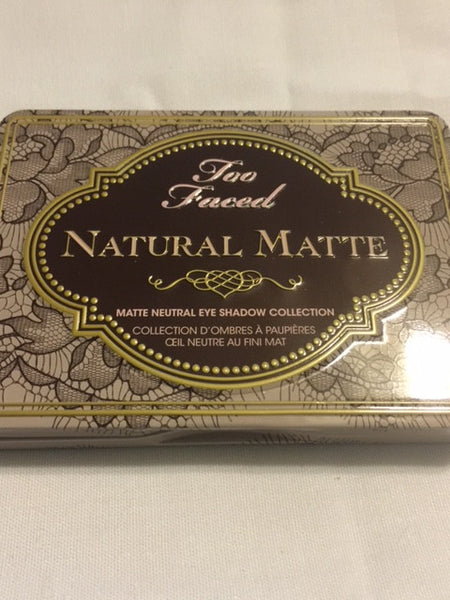 Too
Faced
NATURAL MATTE
MATTE NEUTRAL EYE SHADOW COLLECTION
COLLECTION D'OMBRES À PAUPIÈRES
ŒIL NEUTRE AU FINI MAT